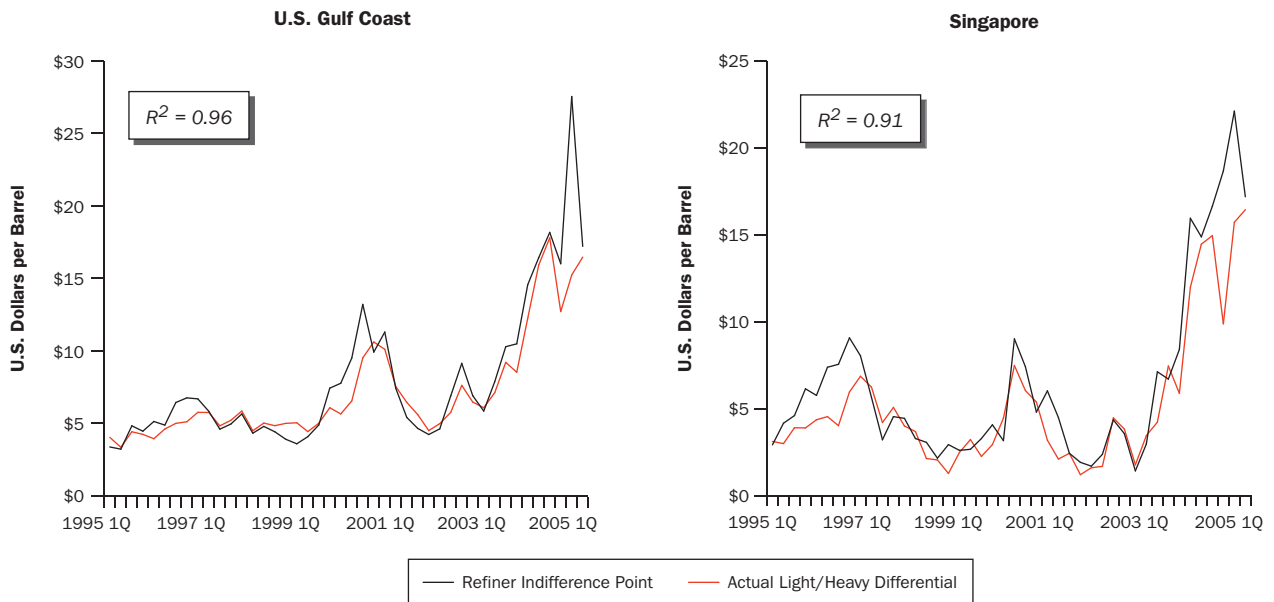 U.S. Gulf Coast
U.S. Dollars per Barrel
$30
$25
$20
$15
$10
$5
$0
R² = 0.96
1995 1Q 1997 1Q 1999 1Q 2001 1Q 2003 1Q 2005 1Q
Singapore
U.S. Dollars per Barrel
$25
$20
$15
$10
$5
$0
R² = 0.91
1995 1Q 1997 1Q 1999 1Q 2001 1Q 2003 1Q 2005 1Q
Refiner Indifference Point Actual Light/Heavy Differential